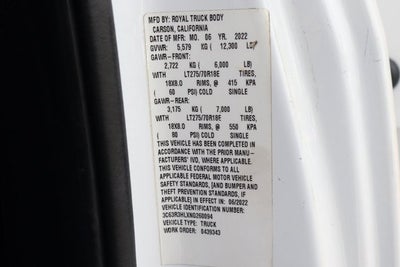 MFD BY: ROYAL TRUCK BODY
CARSON, CALIFORNIA
DATE OF MFR: MO. 06 YR. 2022
GVWR: 5,579 KG ( 12,300 LB)
GAWR-FRONT:
2,722 KG ( 6,000 LB)
WITH LT275/70R18E TIRES,
18X8.0 RIMS, @ 415 KPA
( 60 PSI) COLD SINGLE
GAWR-REAR:
3,175 KG ( 7,000 LB)
WITH LT275/70R18E TIRES,
18X8.0 RIMS, @ 550 KPA
( 80 PSI) COLD SINGLE
THIS VEHICLE HAS BEEN COMPLETED IN
ACCORDANCE WITH THE PRIOR MANU-
FACTURERS' IVD, WHERE APPLICABLE.
THIS VEHICLE CONFORMS TO ALL
APPLICABLE FEDERAL MOTOR VEHICLE
SAFETY STANDARDS, [AND BUMPER AND
THEFT PREVENTION STANDARDS, IF
APPLICABLE] IN EFFECT IN 06/2022
VEHICLE IDENTIFICATION NUMBER:
3C63R3HLXNG260094
VEHICLE TYPE: TRUCK
WORK ORDER: 0439343